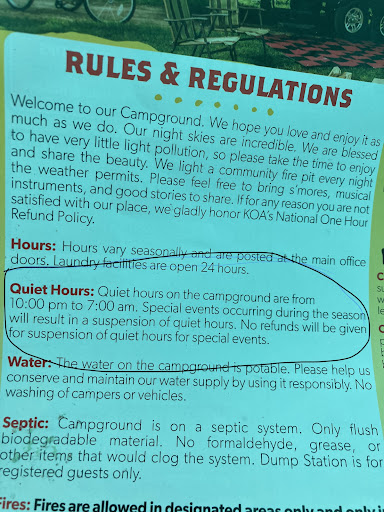 RULES & REGULATIONS
Welcome to our Campground. We hope you love and enjoy it as
much as we do. Our night skies are incredible. We are blessed
to have very little light pollution, so please take the time to enjoy
and share the beauty. We light a community fire pit every night
the weather permits. Please feel free to bring s'mores, musical
instruments, and good stories to share. If for any reason you are not
satisfied with our place, we gladly honor KOA's National One Hour
Refund Policy.
Hours: Hours vary seasonally and are posted at the main office
doors. Laundry facilities are open 24 hours.
Quiet Hours: Quiet hours on the campground are from
10:00 pm to 7:00 am. Special events occurring during the season
will result in a suspension of quiet hours. No refunds will be given
for suspension of quiet hours for special events.
Water: The water on the campground is potable. Please help us
conserve and maintain our water supply by using it responsibly. No
washing of campers or vehicles.
Septic: Campground is on a septic system. Only flush
biodegradable material. No formaldehyde, grease, or
other items that would clog the system. Dump Station is for
registered guests only.
Fires: Fires are allowed in designated areas only and only i